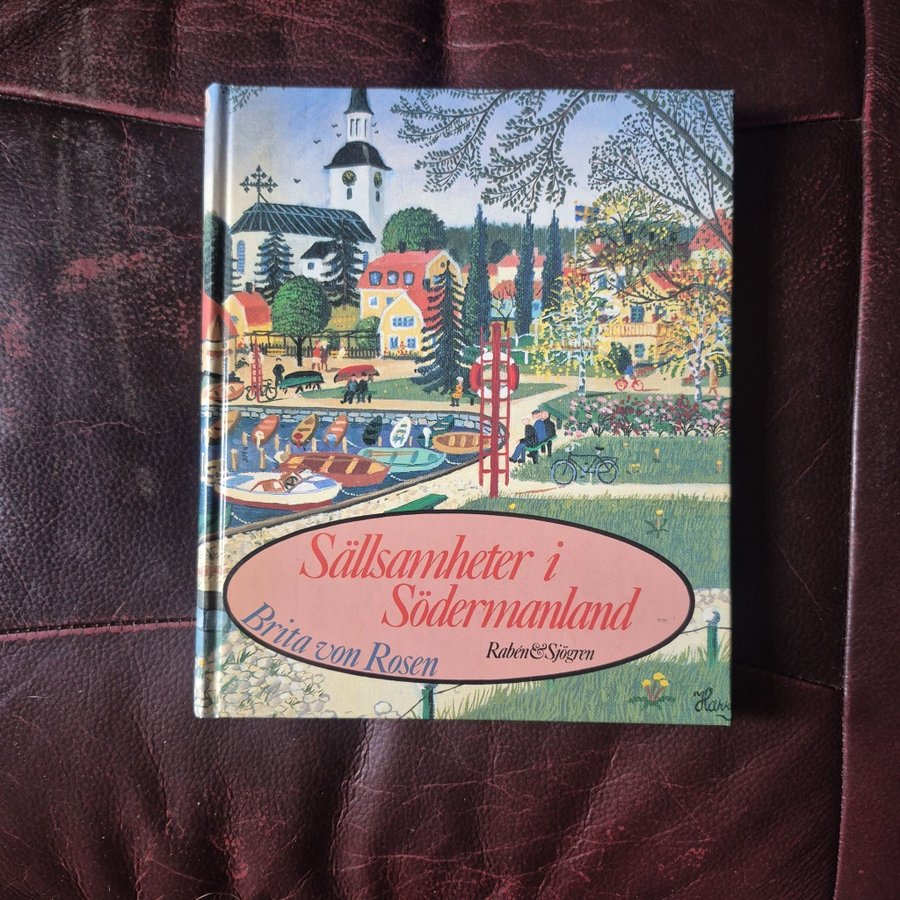 Sällsamheter i
Södermanland
Brita von Rosen
Rabén&Sjögren